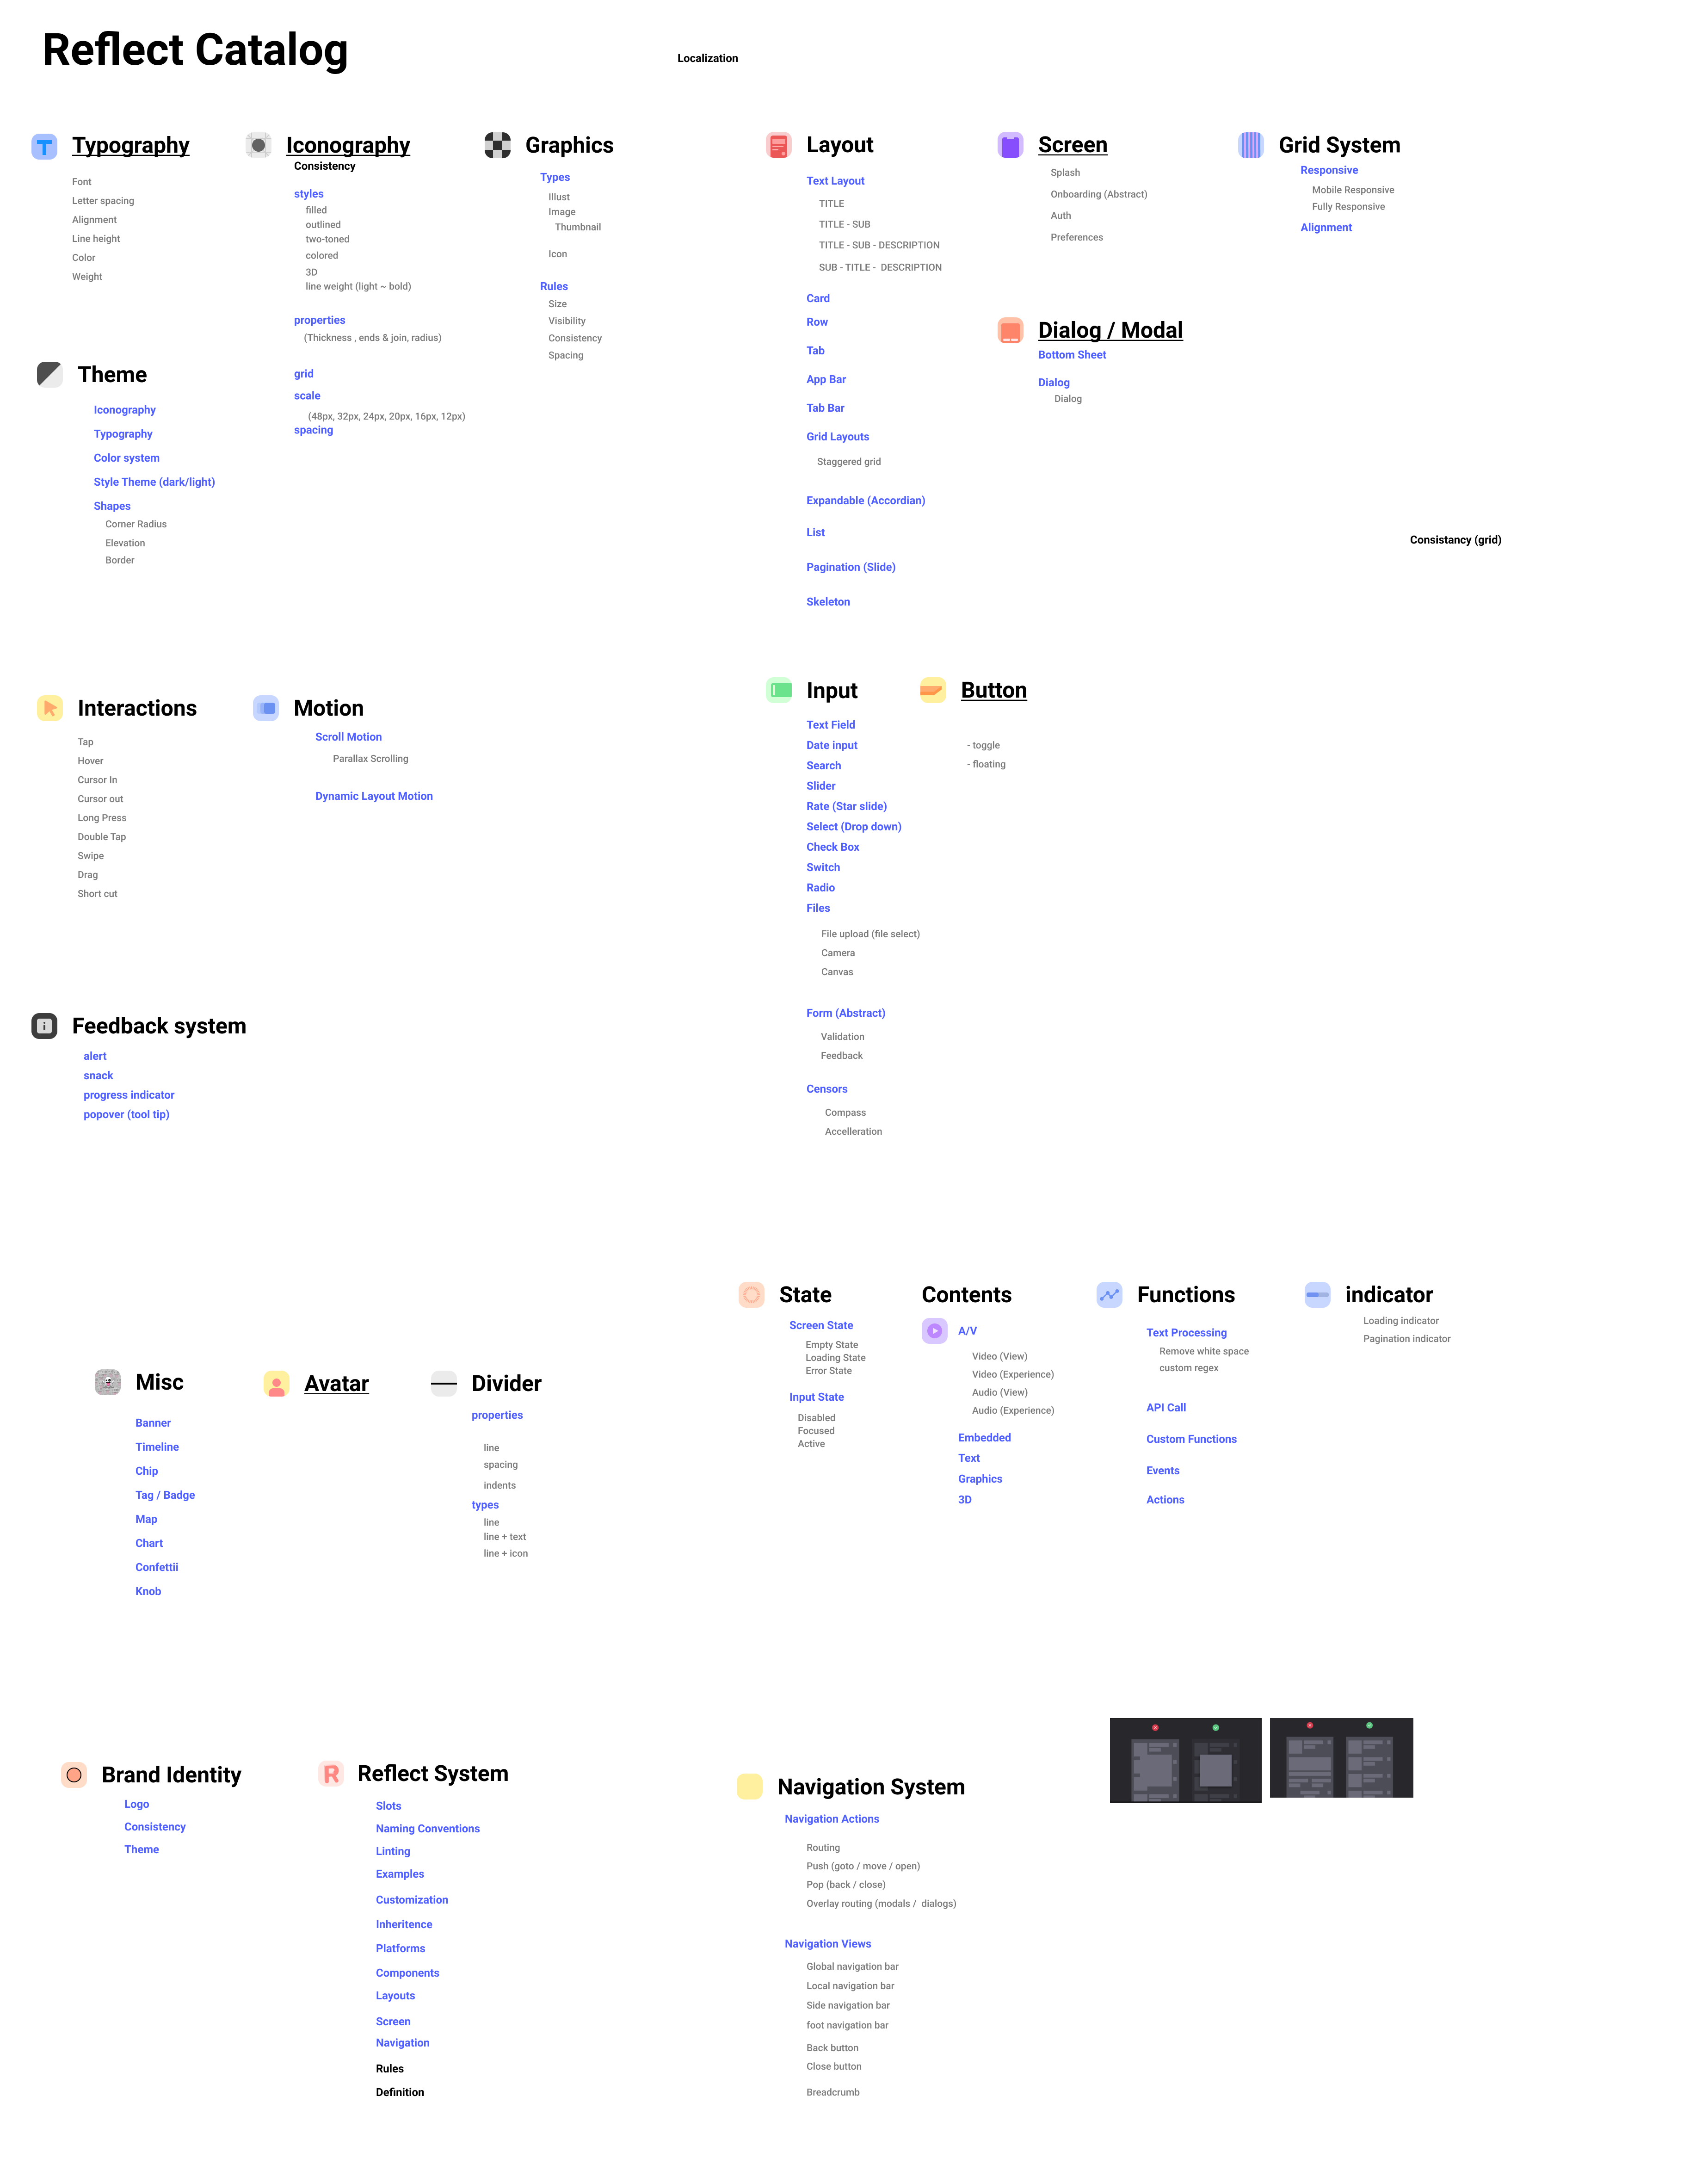 Reflect Catalog
Localization
Typography
Font
Letter spacing
Alignment
Line height
Color
Weight
Iconography
Consistency
styles
filled
outlined
two-toned
colored
3D
line weight (light ~ bold)
properties
(Thickness , ends & join, radius)
grid
scale
(48px, 32px, 24px, 20px, 16px, 12px)
spacing
Graphics
Types
Illust
Image
Thumbnail
Icon
Rules
Size
Visibility
Consistency
Spacing
Theme
Iconography
Typography
Color system
Style Theme (dark/light)
Shapes
Corner Radius
Elevation
Border
Layout
Text Layout
TITLE
TITLE - SUB
TITLE - SUB - DESCRIPTION
SUB - TITLE - DESCRIPTION
Card
Row
Tab
App Bar
Tab Bar
Grid Layouts
Staggered grid
Expandable (Accordian)
List
Pagination (Slide)
Skeleton
Screen
Splash
Onboarding (Abstract)
Auth
Preferences
Grid System
Responsive
Mobile Responsive
Fully Responsive
Alignment
Dialog / Modal
Bottom Sheet
Dialog
Dialog
Consistancy (grid)
Interactions
Tap
Hover
Cursor In
Cursor out
Long Press
Double Tap
Swipe
Drag
Short cut
Motion
Scroll Motion
Parallax Scrolling
Dynamic Layout Motion
Input
Text Field
Date input
Search
Slider
Rate (Star slide)
Select (Drop down)
Check Box
Switch
Radio
Files
File upload (file select)
Camera
Canvas
Form (Abstract)
Validation
Feedback
Censors
Compass
Accelleration
Button
- toggle
- floating
Feedback system
alert
snack
progress indicator
popover (tool tip)
Misc
Banner
Timeline
Chip
Tag / Badge
Map
Chart
Confettii
Knob
Avatar
Divider
properties
line
spacing
indents
types
line
line + text
line + icon
State
Screen State
Empty State
Loading State
Error State
Input State
Disabled
Focused
Active
Contents
A/V
Video (View)
Video (Experience)
Audio (View)
Audio (Experience)
Embedded
Text
Graphics
3D
Functions
Text Processing
Remove white space
custom regex
API Call
Custom Functions
Events
Actions
indicator
Loading indicator
Pagination indicator
Brand Identity
Logo
Consistency
Theme
Reflect System
Slots
Naming Conventions
Linting
Examples
Customization
Inheritence
Platforms
Components
Layouts
Screen
Navigation
Rules
Definition
Navigation System
Navigation Actions
Routing
Push (goto / move / open)
Pop (back / close)
Overlay routing (modals / dialogs)
Navigation Views
Global navigation bar
Local navigation bar
Side navigation bar
foot navigation bar
Back button
Close button
Breadcrumb